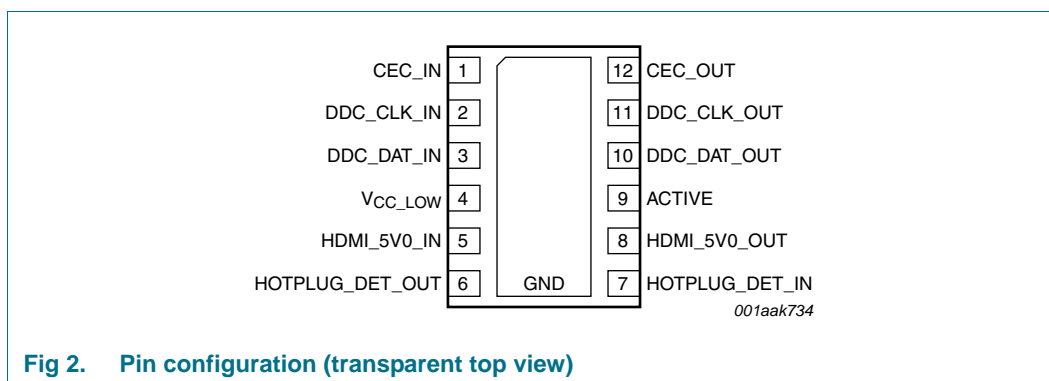 CEC_IN 1 12 CEC_OUT
DDC_CLK_IN 2 11 DDC_CLK_OUT
DDC_DAT_IN 3 10 DDC_DAT_OUT
VCC_LOW 4 9 ACTIVE
HDMI_5V0_IN 5 8 HDMI_5V0_OUT
HOTPLUG_DET_OUT 6 GND 7 HOTPLUG_DET_IN
001aak734
Fig 2. Pin configuration (transparent top view)